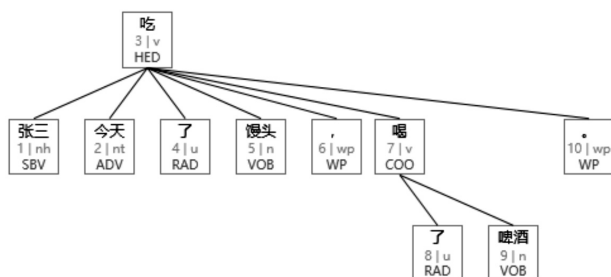 吃
3 | v
HED
张三
1 | nh
SBV
今天
2 | nt
ADV
了
4 | u
RAD
馒头
5 | n
VOB
,
6 | wp
WP
喝
7 | v
COO
。
10 | wp
WP
了
8 | u
RAD
啤酒
9 | n
VOB